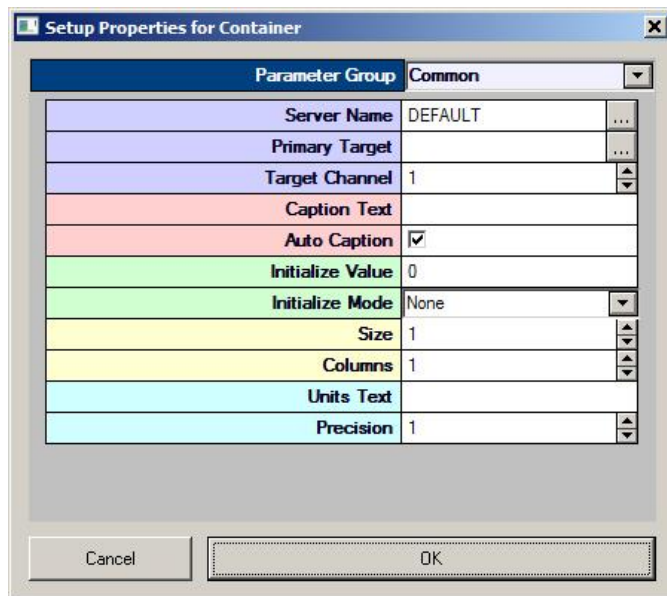 Setup Properties for Container
Parameter Group Common
Server Name DEFAULT ...
Primary Target ...
Target Channel 1
Caption Text
Auto Caption
Initialize Value 0
Initialize Mode None
Size 1
Columns 1
Units Text
Precision 1
Cancel OK